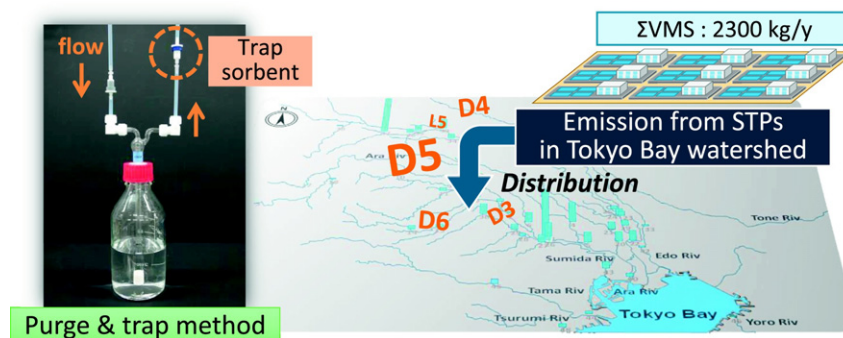 flow
Trap
sorbent
Purge & trap method
ΣVMS : 2300 kg/y
Emission from STPs
in Tokyo Bay watershed
Distribution
D4
L5
D5
D6
D3
N
Ara Riv
Tone Riv
Sumida Riv
Edo Riv
Tama Riv
Ara Riv
Tsurumi Riv
Tokyo Bay
Yoro Riv